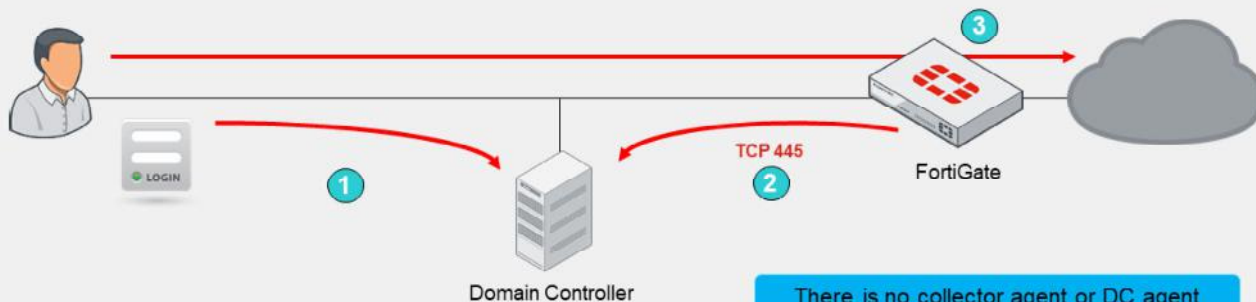 3
LOGIN
1
TCP 445
2
FortiGate
Domain Controller
There is no collector agent or DC agent